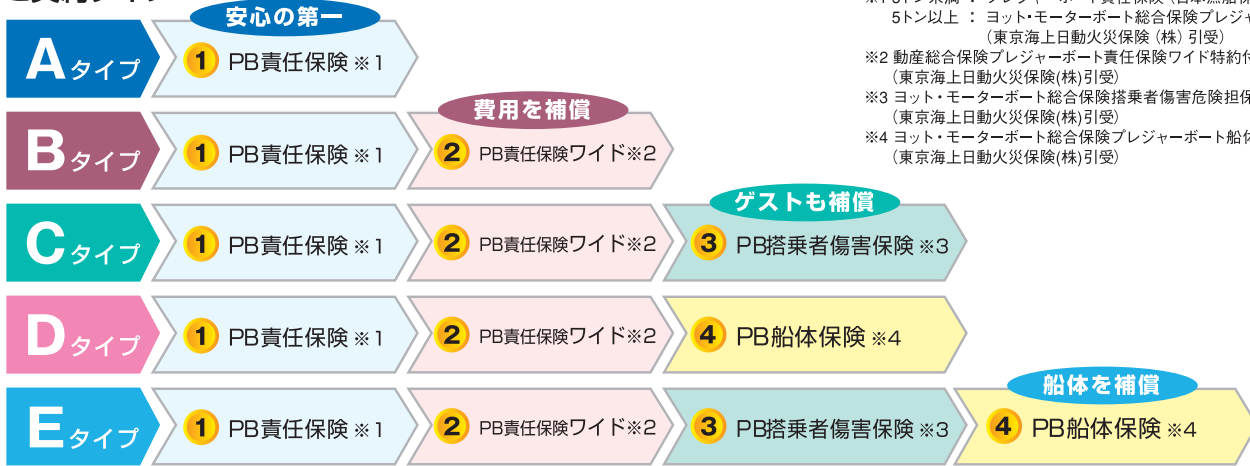 安心の第一
Aタイプ
1 PB責任保険 ※1
費用を補償
Bタイプ
1 PB責任保険 ※1
2 PB責任保険ワイド※2
ゲストも補償
Cタイプ
1 PB責任保険 ※1
2 PB責任保険ワイド※2
3 PB搭乗者傷害保険 ※3
Dタイプ
1 PB責任保険 ※1
2 PB責任保険ワイド※2
4 PB船体保険 ※4
船体を補償
Eタイプ
1 PB責任保険 ※1
2 PB責任保険ワイド※2
3 PB搭乗者傷害保険 ※3
4 PB船体保険 ※4
5トン以上 : ヨット・モーターボート総合保険プレジャ
(東京海上日動火災保険 (株) 引受)
※2 動産総合保険プレジャーボート責任保険ワイド特約付
(東京海上日動火災保険(株)引受)
※3 ヨット・モーターボート総合保険搭乗者傷害危険担保
(東京海上日動火災保険(株)引受)
※4 ヨット・モーターボート総合保険プレジャーボート船体
(東京海上日動火災保険(株)引受)